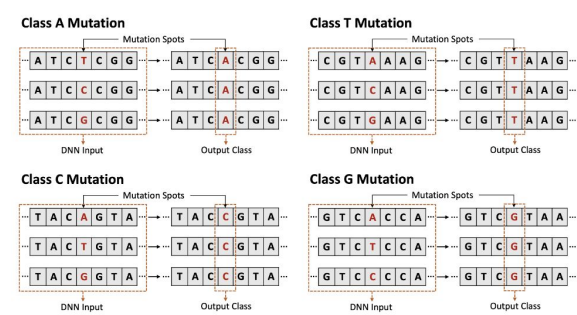 Class A Mutation
Mutation Spots
··· A T C T C G G ··· ··· A T C A C G G ···
··· A T C C C G G ··· ··· A T C A C G G ···
··· A T C G C G G ··· ··· A T C A C G G ···
DNN Input Output Class
Class T Mutation
Mutation Spots
··· C G T A A A G ··· ··· C G T T A A G ···
··· C G T C A A G ··· ··· C G T T A A G ···
··· C G T G A A G ··· ··· C G T T A A G ···
DNN Input Output Class
Class C Mutation
Mutation Spots
··· T A C A G T A ··· ··· T A C C G T A ···
··· T A C T G T A ··· ··· T A C C G T A ···
··· T A C G G T A ··· ··· T A C C G T A ···
DNN Input Output Class
Class G Mutation
Mutation Spots
··· G T C A C C A ··· ··· G T C G T A A ···
··· G T C T C C A ··· ··· G T C G T A A ···
··· G T C C C C A ··· ··· G T C G T A A ···
DNN Input Output Class